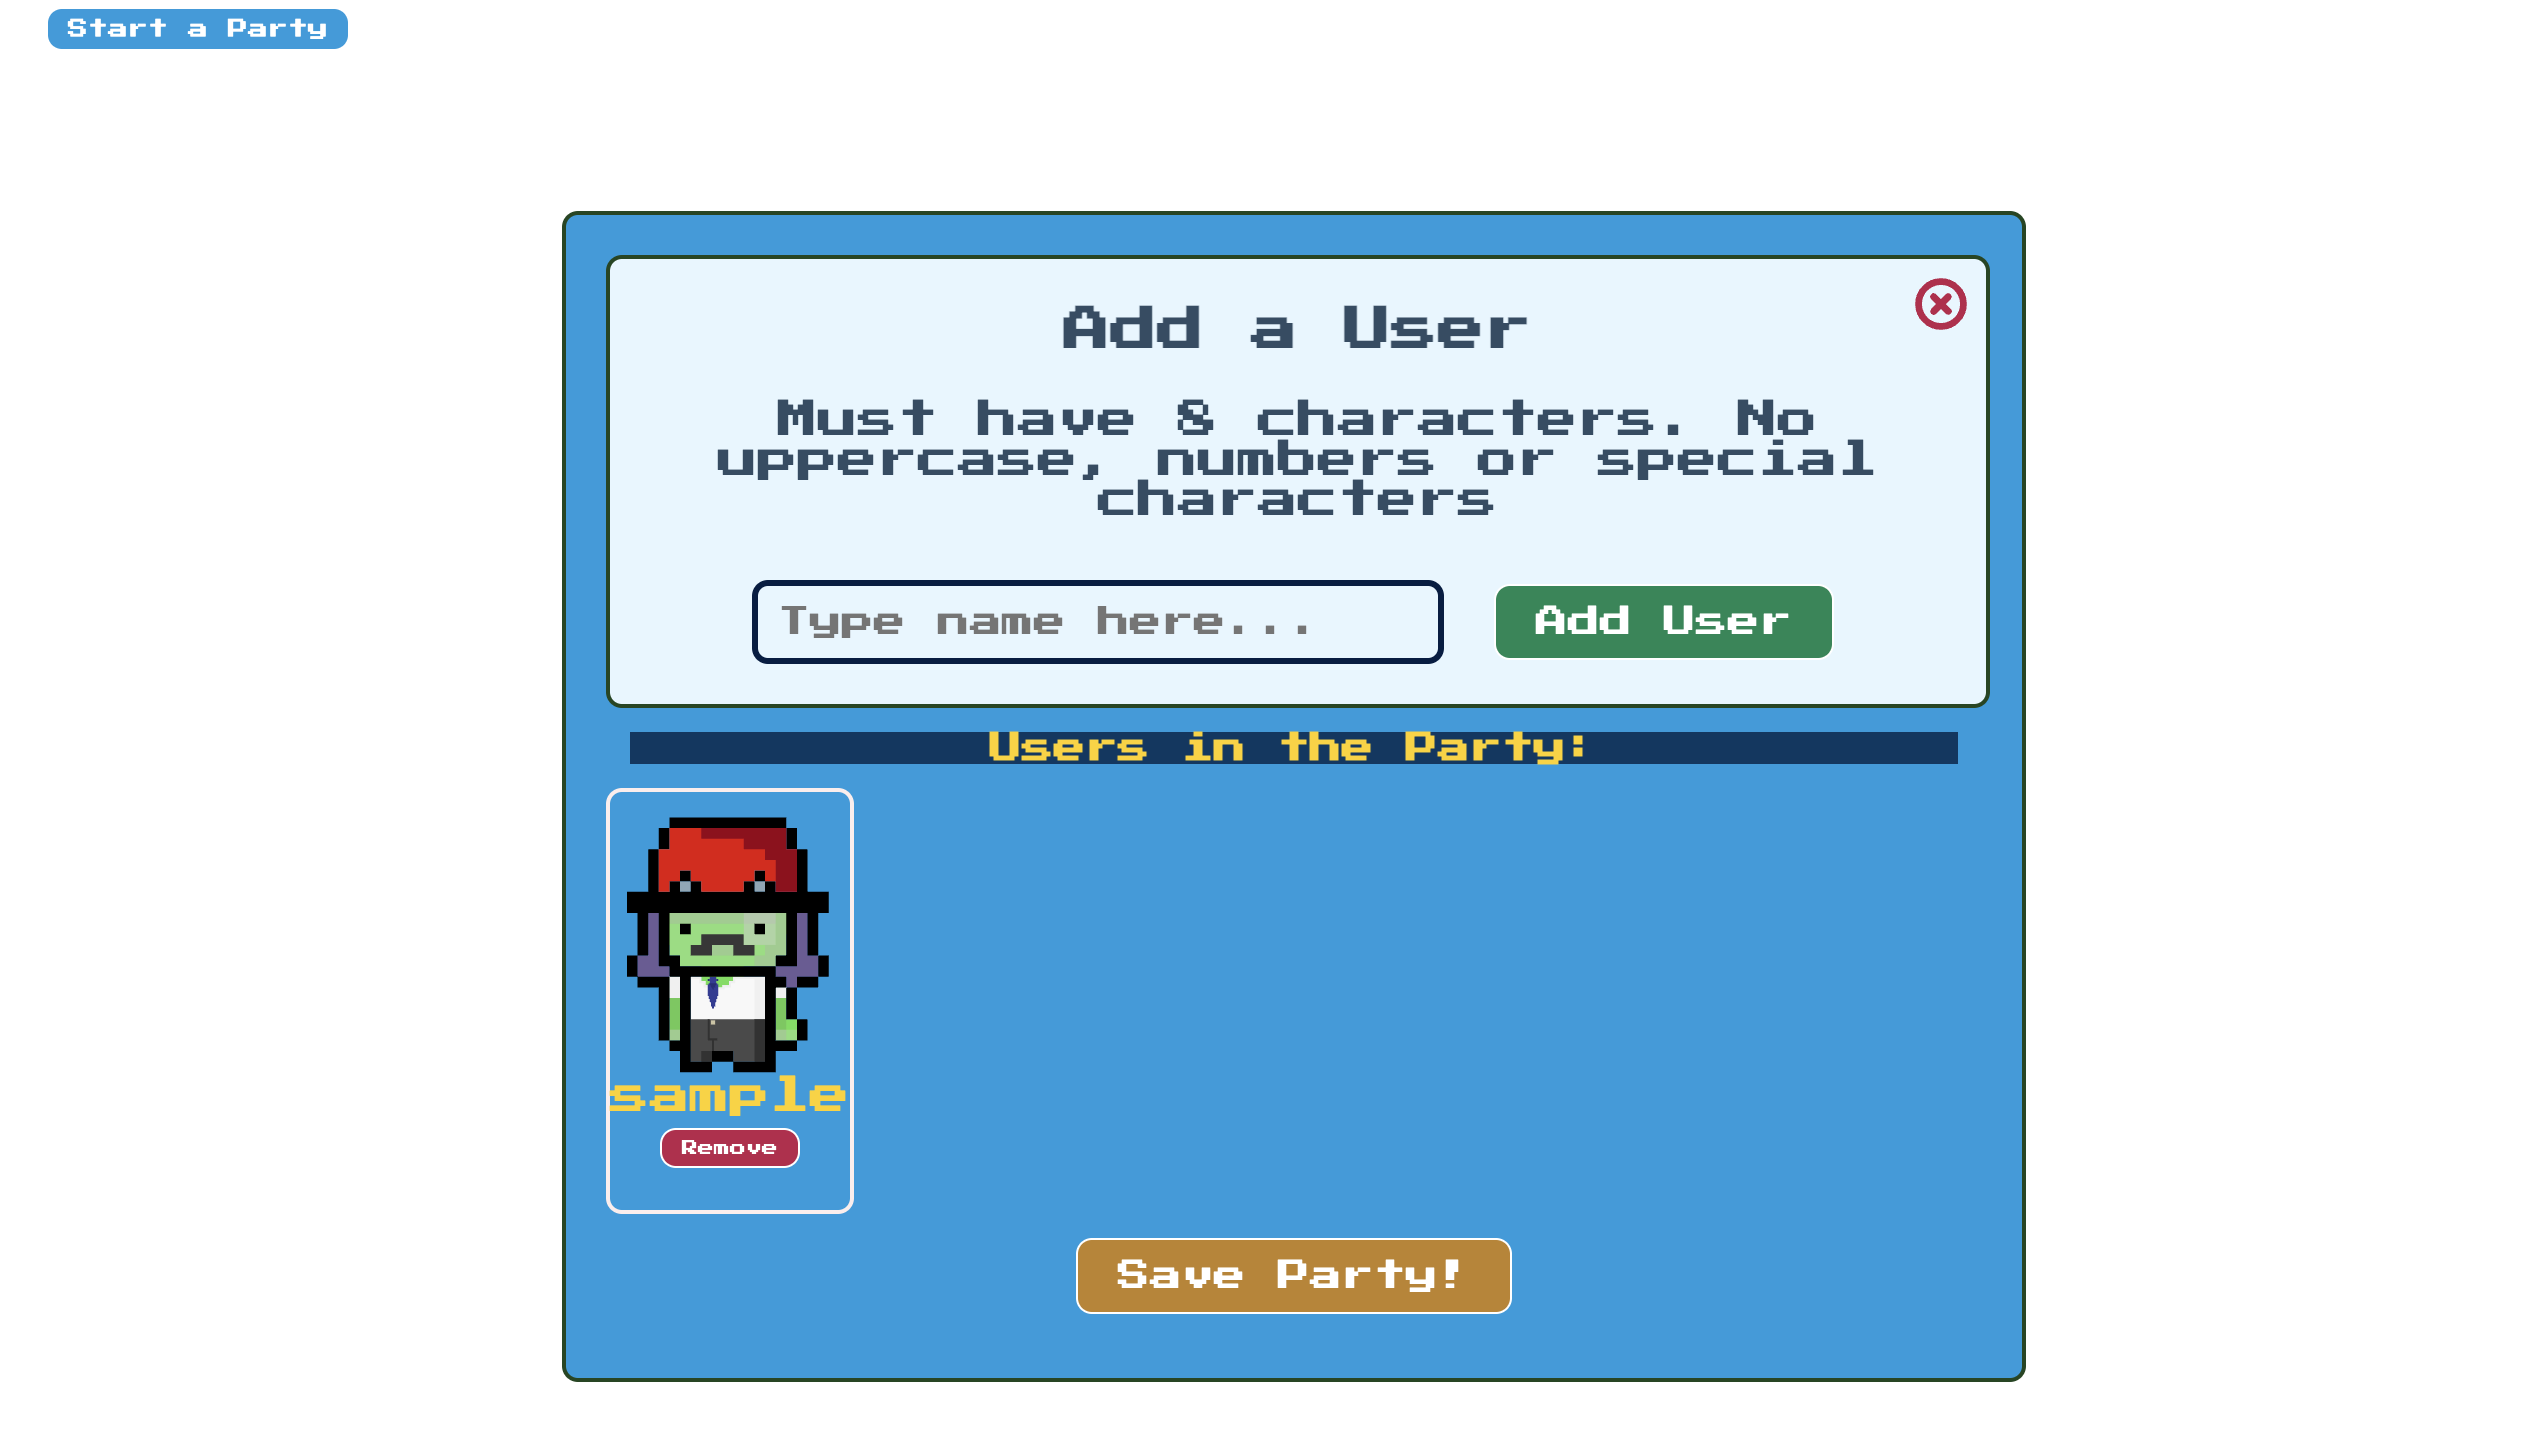 Start a Party
Add a User
Must have 8 characters. No
uppercase, numbers or special
characters
Type name here...
Add User
Users in the Party:
sample
Remove
Save Party!